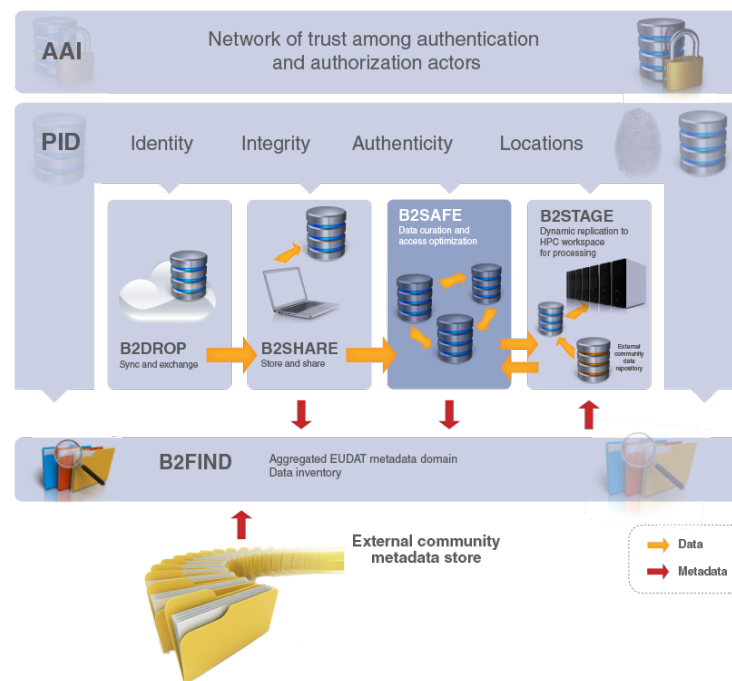 AAI
Network of trust among authentication
and authorization actors
PID
Identity
Integrity
Authenticity
Locations
B2SAFE
Data curation and
access optimization
B2STAGE
Dynamic replication to
HPC workspace
for processing
B2DROP
Sync and exchange
B2SHARE
Store and share
External
community
data
rapository
B2FIND
Aggregated EUDAT metadata domain
Data inventory
External community
metadata store
Data
Metadata